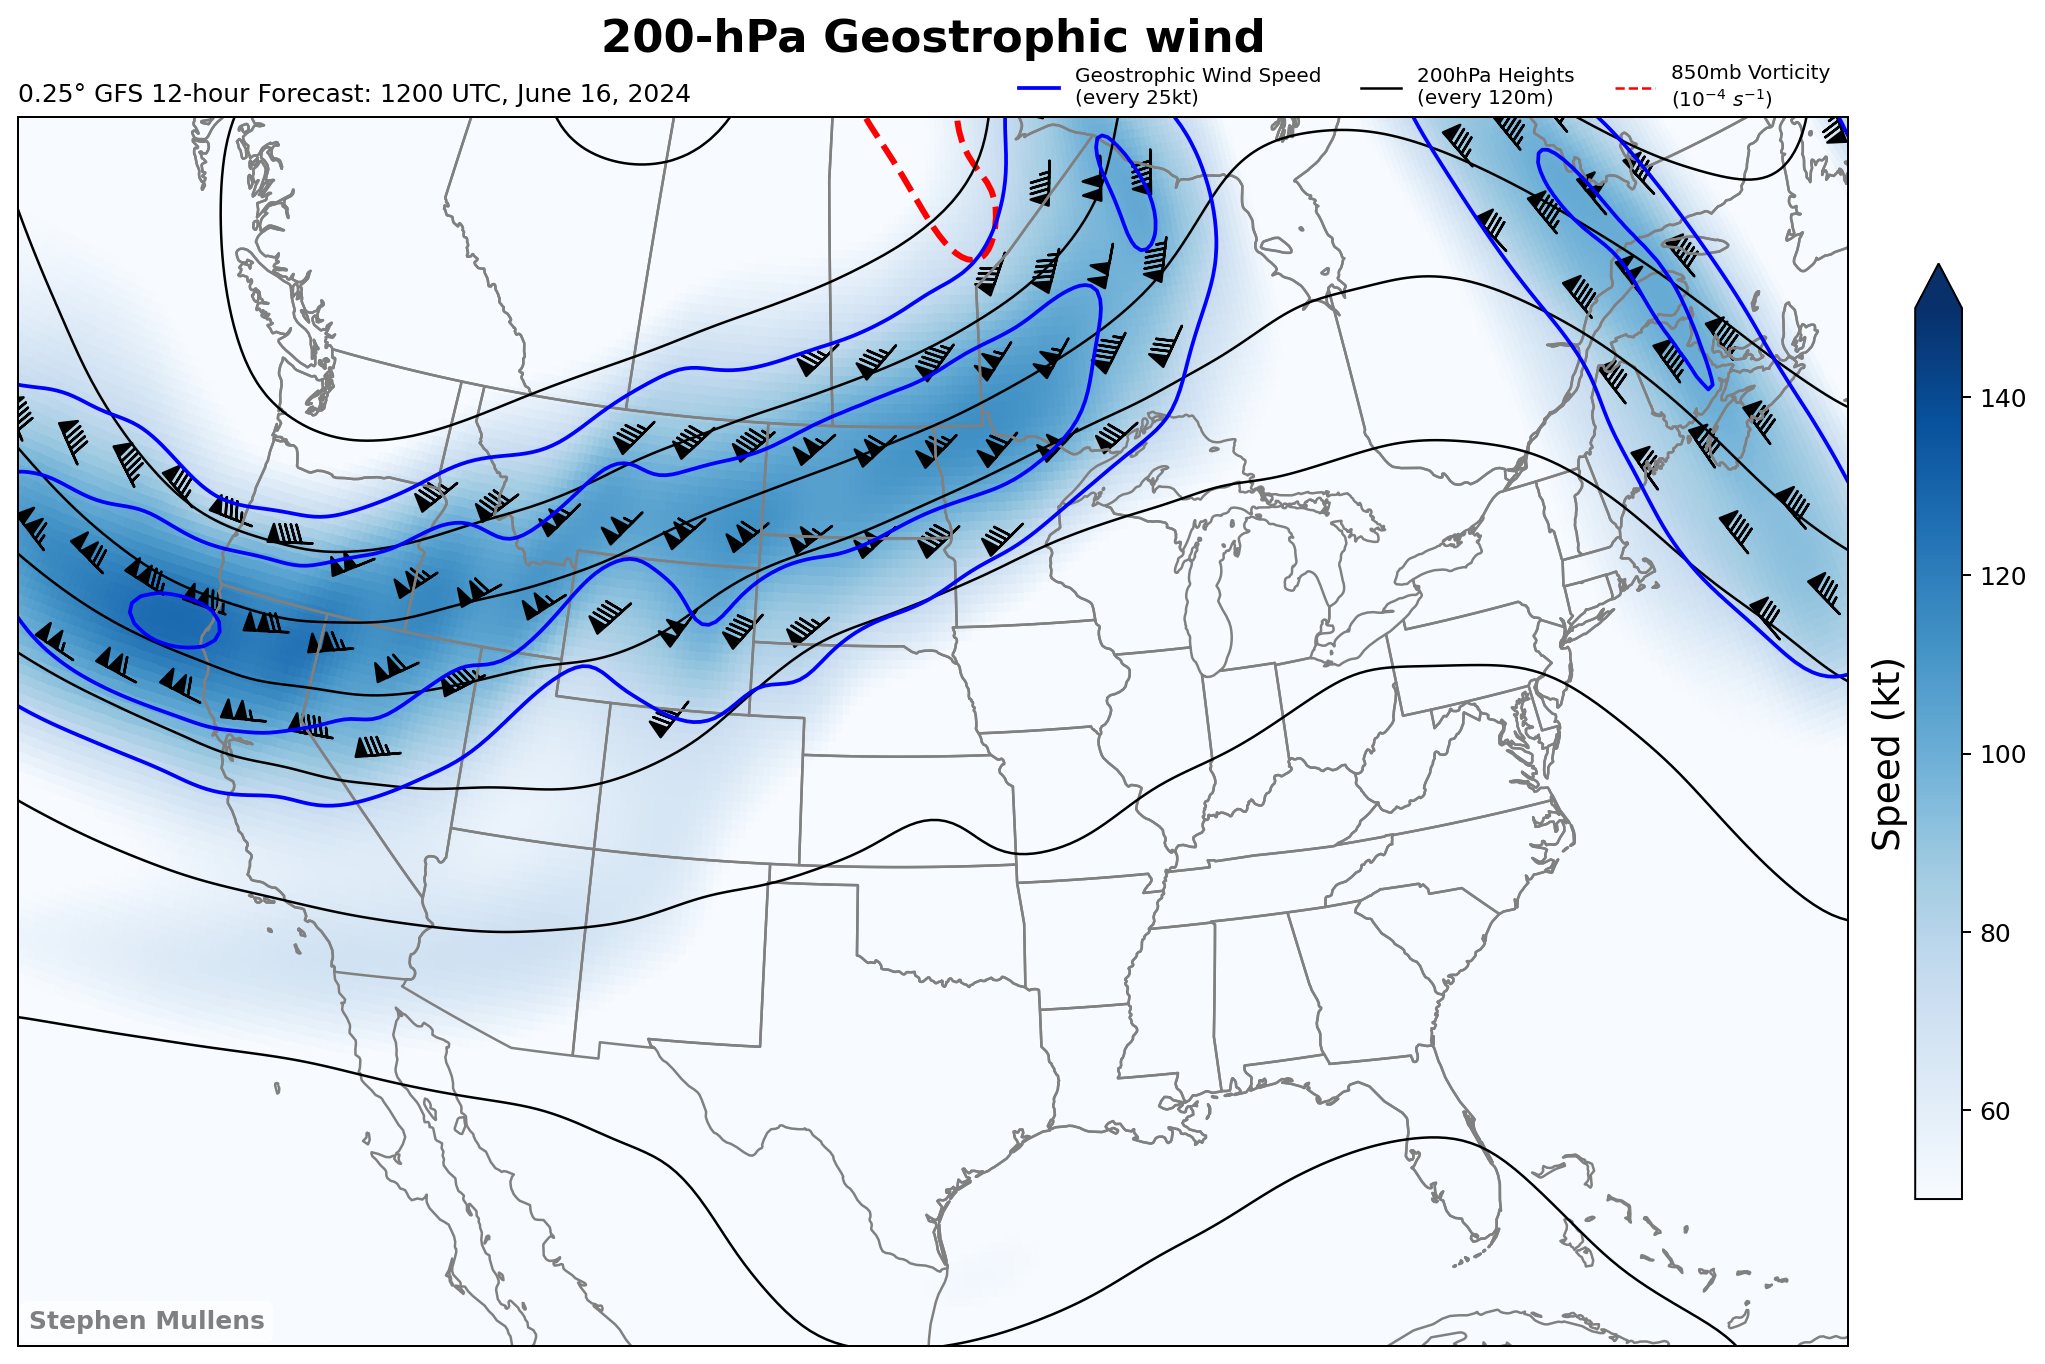 200-hPa Geostrophic wind
0.25° GFS 12-hour Forecast: 1200 UTC, June 16, 2024
Geostrophic Wind Speed
(every 25kt)
200hPa Heights
(every 120m)
850mb Vorticity
(10⁻⁴ s⁻¹)
140
120
100
80
60
Speed (kt)
Stephen Mullens